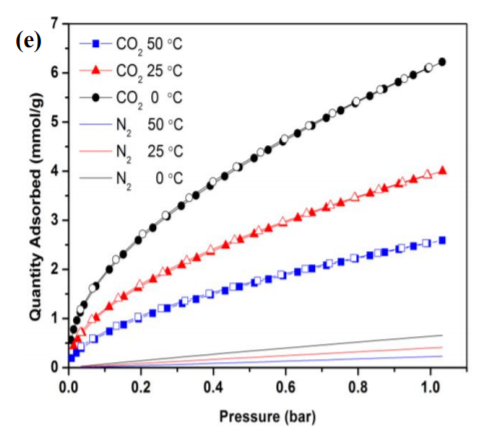 (e)
7
6
5
4
3
2
1
0
Quantity Adsorbed (mmol/g)
CO2 50 °C
CO2 25 °C
CO2 0 °C
N2 50 °C
N2 25 °C
N2 0 °C
0.0 0.2 0.4 0.6 0.8 1.0
Pressure (bar)